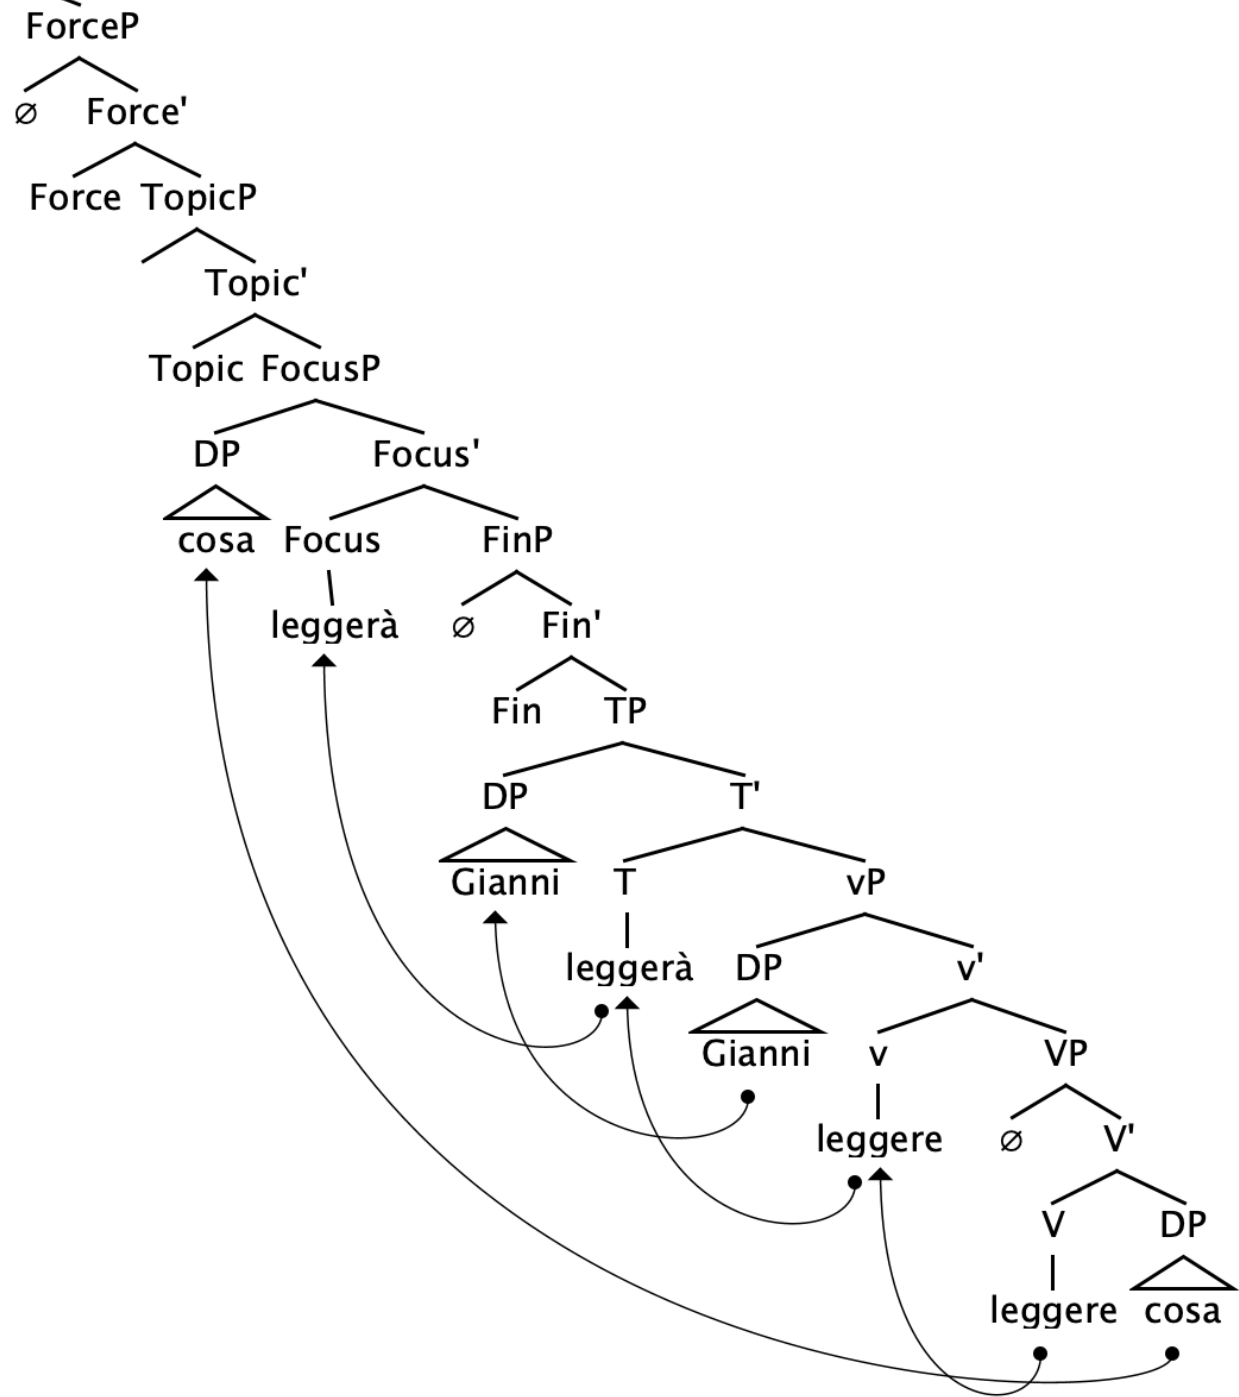 ForceP
∅ Force'
Force TopicP
Topic'
Topic FocusP
DP Focus'
cosa Focus FinP
leggerà ∅ Fin'
Fin TP
DP T'
Gianni T vP
leggerà DP v'
Gianni v VP
leggere ∅ V'
V DP
leggere cosa